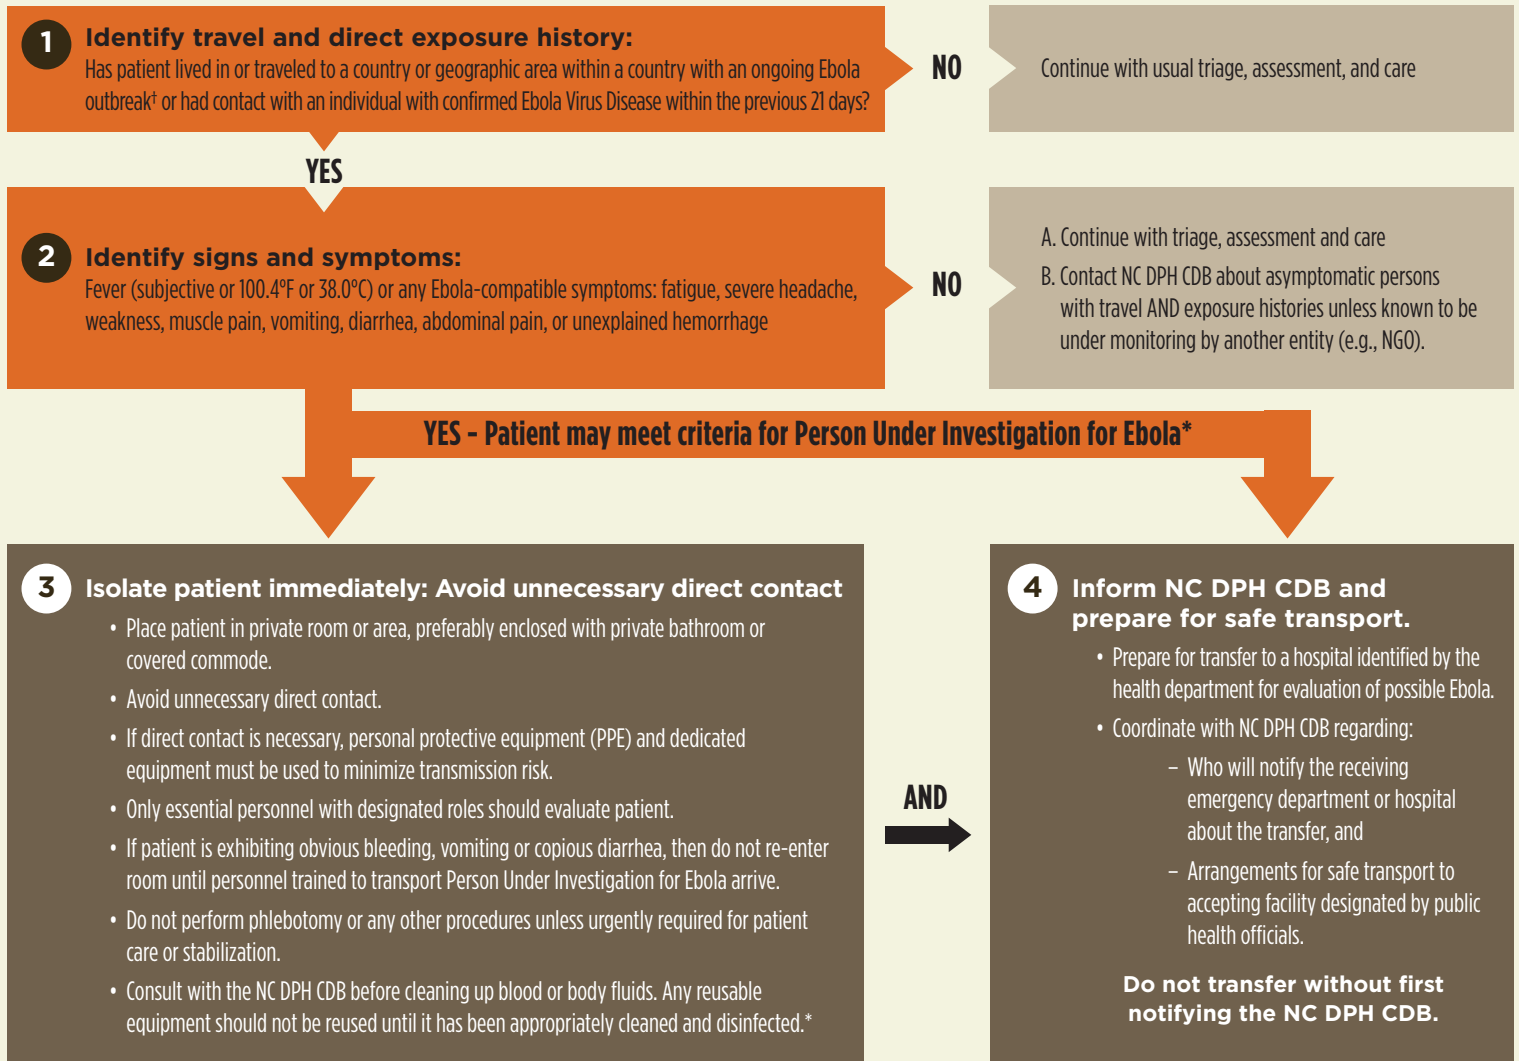 1 Identify travel and direct exposure history:
Has patient lived in or traveled to a country or geographic area within a country with an ongoing Ebola
outbreak† or had contact with an individual with confirmed Ebola Virus Disease within the previous 21 days?
NO
Continue with usual triage, assessment, and care
YES
2 Identify signs and symptoms:
Fever (subjective or 100.4ºF or 38.0ºC) or any Ebola-compatible symptoms: fatigue, severe headache,
weakness, muscle pain, vomiting, diarrhea, abdominal pain, or unexplained hemorrhage
NO
A. Continue with triage, assessment and care
B. Contact NC DPH CDB about asymptomatic persons
with travel AND exposure histories unless known to be
under monitoring by another entity (e.g., NGO).
YES – Patient may meet criteria for Person Under Investigation for Ebola*
3 Isolate patient immediately: Avoid unnecessary direct contact
• Place patient in private room or area, preferably enclosed with private bathroom or
covered commode.
• Avoid unnecessary direct contact.
• If direct contact is necessary, personal protective equipment (PPE) and dedicated
equipment must be used to minimize transmission risk.
• Only essential personnel with designated roles should evaluate patient.
• If patient is exhibiting obvious bleeding, vomiting or copious diarrhea, then do not re-enter
room until personnel trained to transport Person Under Investigation for Ebola arrive.
• Do not perform phlebotomy or any other procedures unless urgently required for patient
care or stabilization.
• Consult with the NC DPH CDB before cleaning up blood or body fluids. Any reusable
equipment should not be reused until it has been appropriately cleaned and disinfected.*
AND
4 Inform NC DPH CDB and
prepare for safe transport.
• Prepare for transfer to a hospital identified by the
health department for evaluation of possible Ebola.
• Coordinate with NC DPH CDB regarding:
– Who will notify the receiving
emergency department or hospital
about the transfer, and
– Arrangements for safe transport to
accepting facility designated by public
health officials.
Do not transfer without first
notifying the NC DPH CDB.